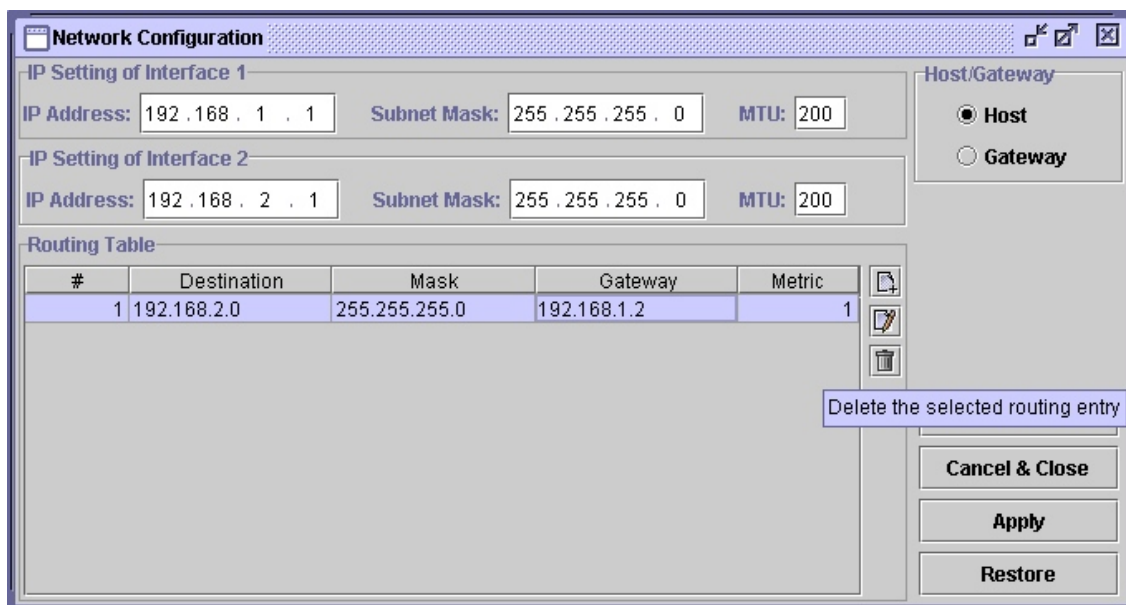 Network Configuration
IP Setting of Interface 1
IP Address: 192 . 168 . 1 . 1 Subnet Mask: 255 . 255 . 255 . 0 MTU: 200
IP Setting of Interface 2
IP Address: 192 . 168 . 2 . 1 Subnet Mask: 255 . 255 . 255 . 0 MTU: 200
Host/Gateway
Host
Gateway
Routing Table
# Destination Mask Gateway Metric
1 192.168.2.0 255.255.255.0 192.168.1.2 1
Delete the selected routing entry
Cancel & Close
Apply
Restore